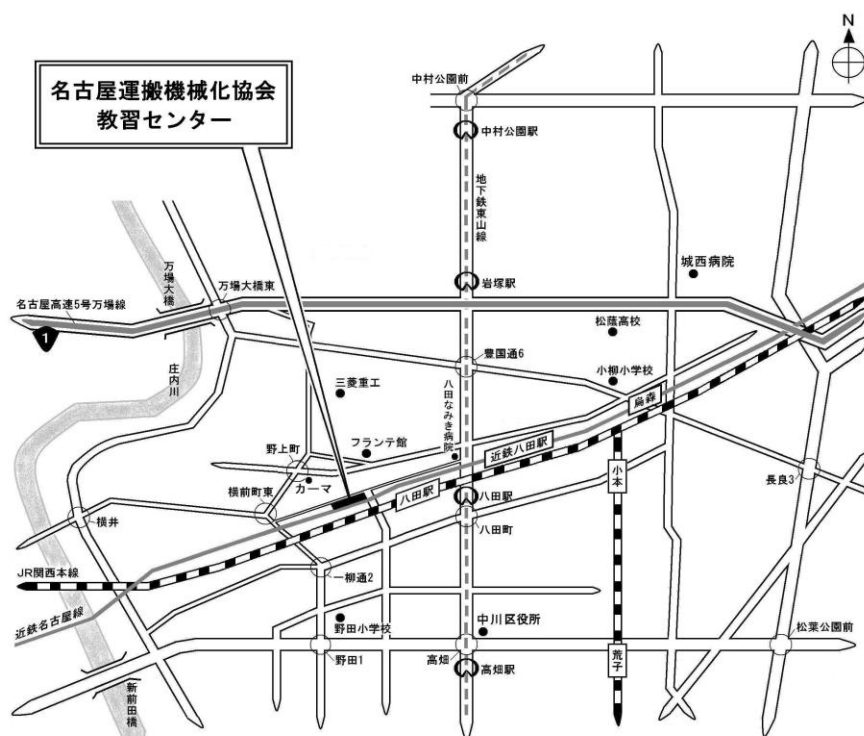 N
名古屋運搬機械化協会
教習センター
中村公園前
中村公園駅
地下鉄東山線
城西病院
万場大橋
万場大橋東
岩塚駅
名古屋高速5号万場線
1
松蔭高校
豊国通6
庄内川
三菱重工
小柳小学校
八田なみき病院
烏森
フランテ館
近鉄八田駅
野上町
カーマ
小本
長良3
八田駅
八田駅
横前町東
横井
八田町
JR関西本線
一柳通2
近鉄名古屋線
野田小学校
中川区役所
松葉公園前
野田1
高畑
荒子
高畑駅
新前田橋